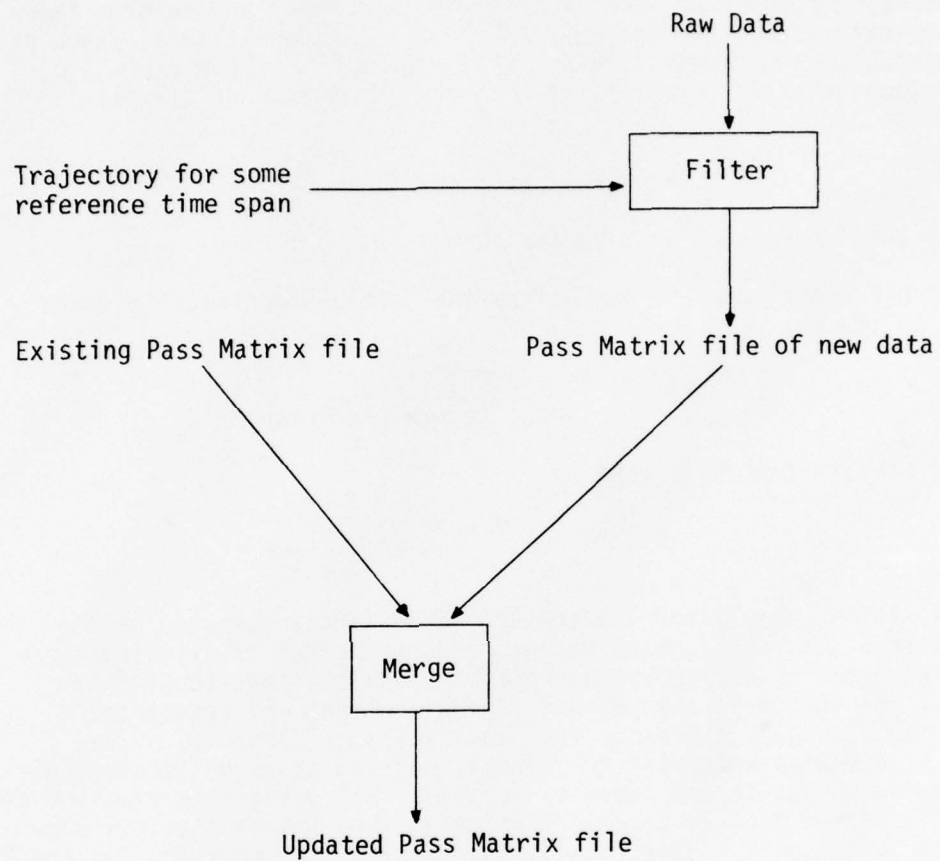 Raw Data
Filter
Trajectory for some
reference time span
Existing Pass Matrix file
Pass Matrix file of new data
Merge
Updated Pass Matrix file